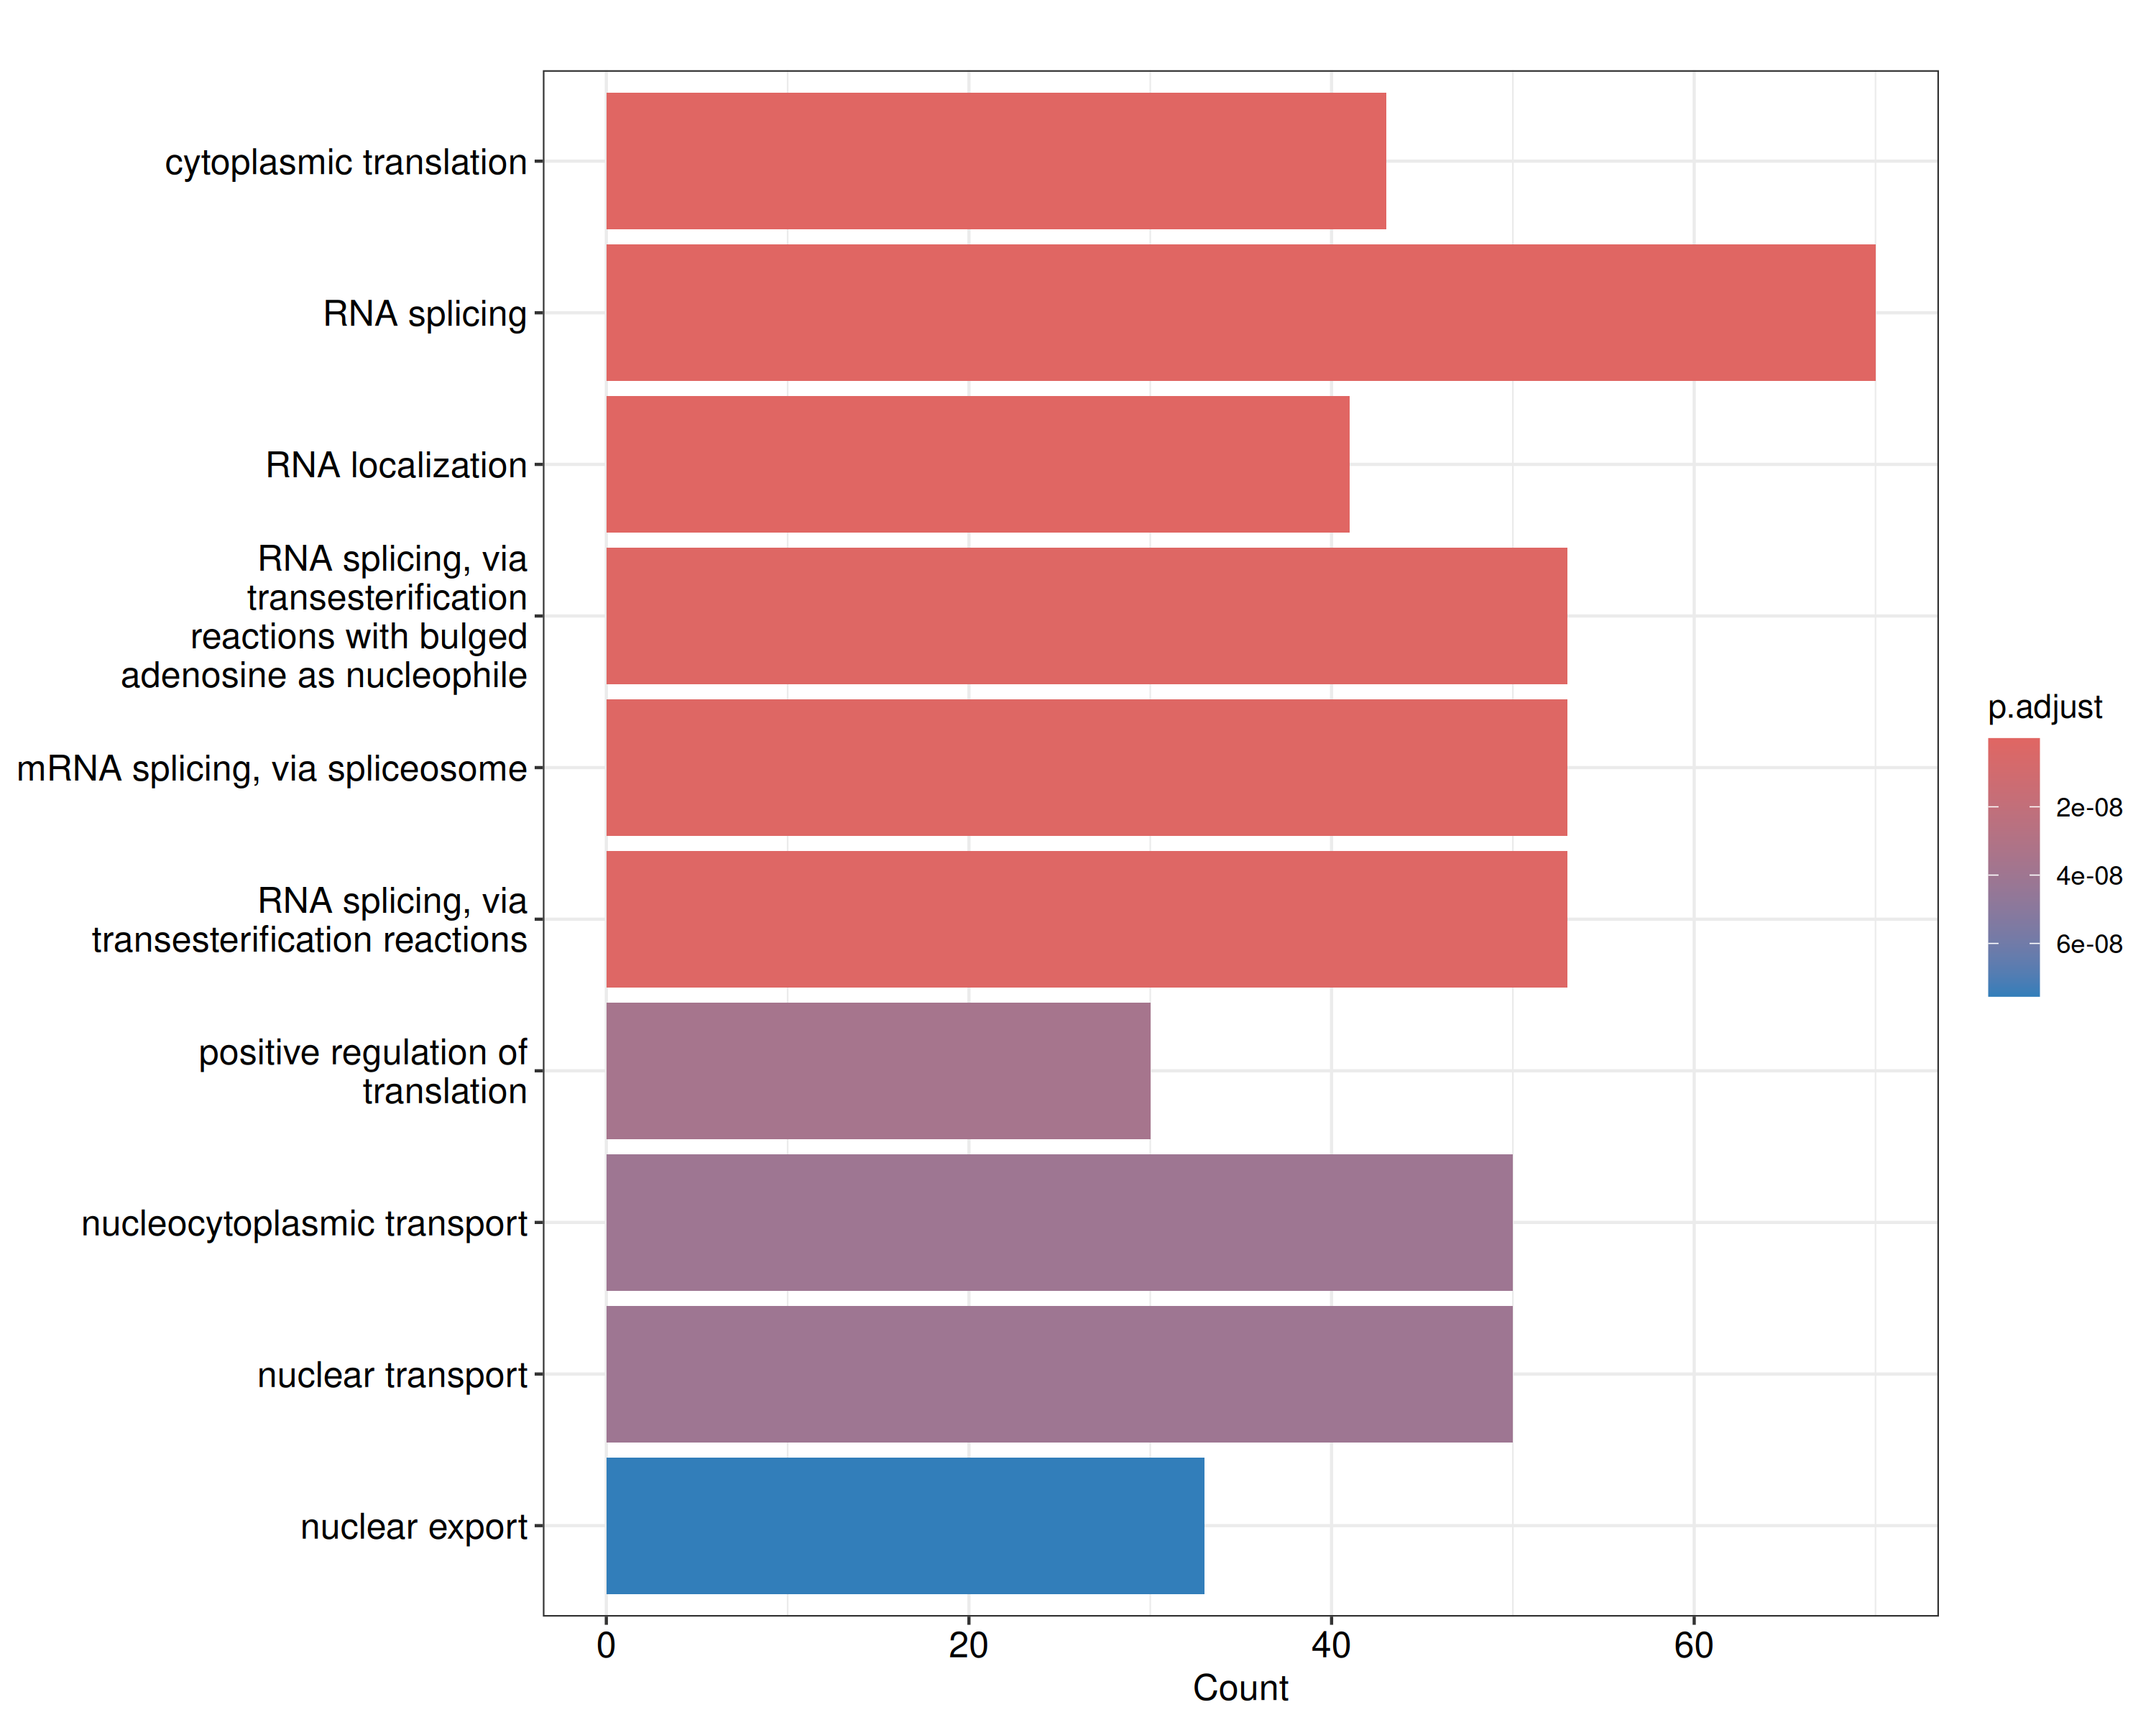 cytoplasmic translation
RNA splicing
RNA localization
RNA splicing, via
transesterification
reactions with bulged
adenosine as nucleophile
mRNA splicing, via spliceosome
RNA splicing, via
transesterification reactions
positive regulation of
translation
nucleocytoplasmic transport
nuclear transport
nuclear export
0 20 40 60
Count
p.adjust
2e-08
4e-08
6e-08